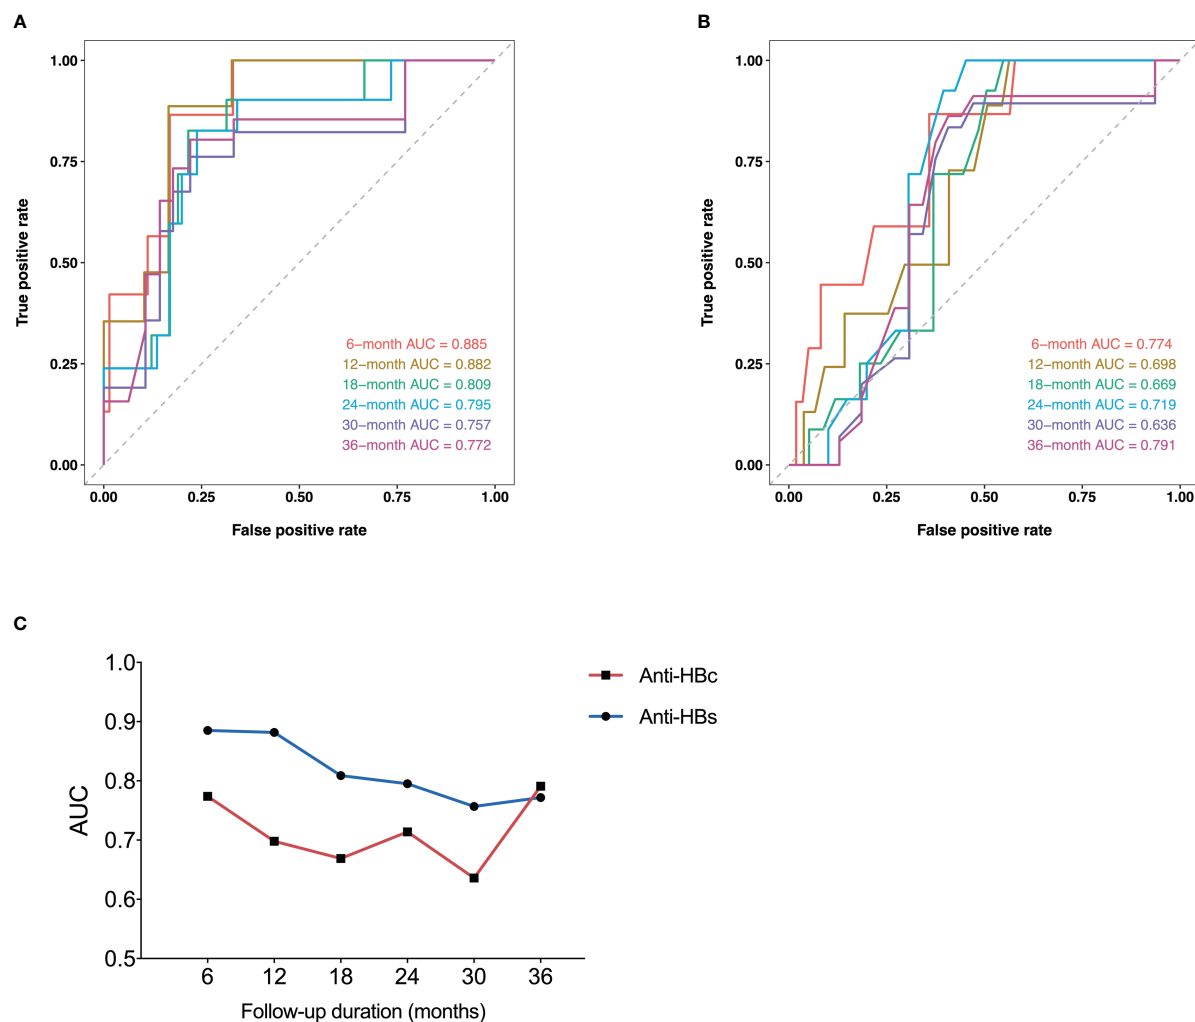 A
1.00
0.75
0.50
0.25
0.00
True positive rate
6−month AUC = 0.885
12−month AUC = 0.882
18−month AUC = 0.809
24−month AUC = 0.795
30−month AUC = 0.757
36−month AUC = 0.772
0.00 0.25 0.50 0.75 1.00
False positive rate
B
1.00
0.75
0.50
0.25
0.00
True positive rate
6−month AUC = 0.774
12−month AUC = 0.698
18−month AUC = 0.669
24−month AUC = 0.719
30−month AUC = 0.636
36−month AUC = 0.791
0.00 0.25 0.50 0.75 1.00
False positive rate
C
1.0
0.9
0.8
0.7
0.6
0.5
AUC
6 12 18 24 30 36
Follow-up duration (months)
Anti-HBc
Anti-HBs